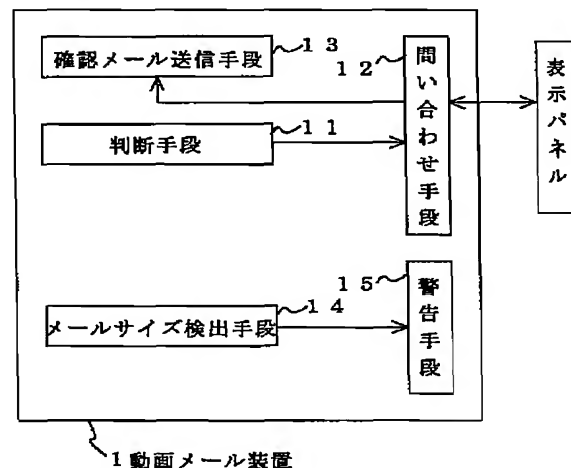 確認メール送信手段
13
12
問い合わせ手段
表示パネル
判断手段
11
15
警告手段
メールサイズ検出手段
14
1動画メール装置